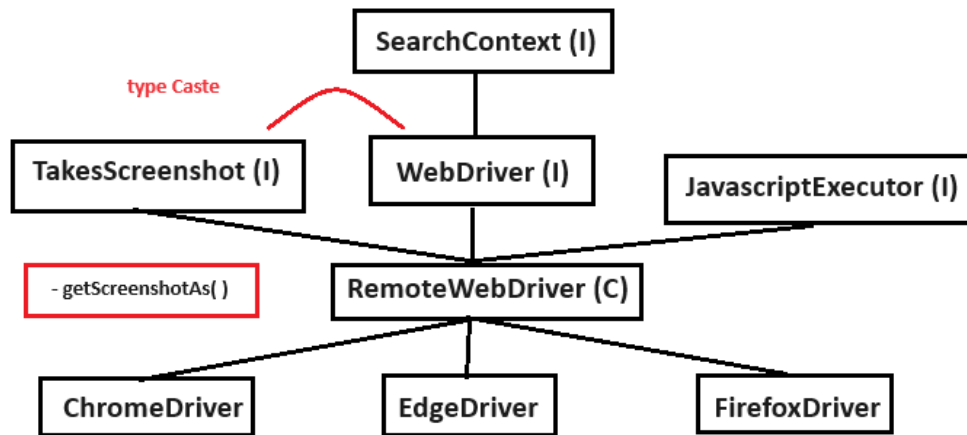 SearchContext (I)
type Caste
TakesScreenshot (I)
WebDriver (I)
JavascriptExecutor (I)
- getScreenshotAs( )
RemoteWebDriver (C)
ChromeDriver
EdgeDriver
FirefoxDriver